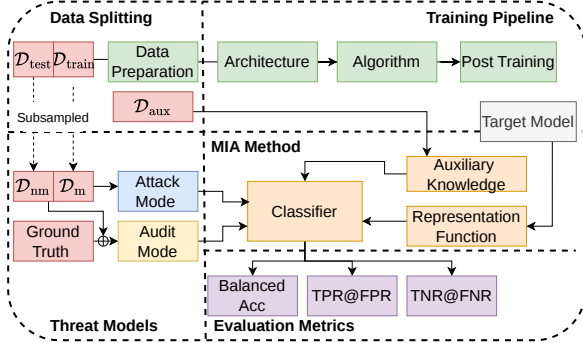 Data Splitting
Training Pipeline
𝒟test 𝒟train
Data
Preparation
Architecture
Algorithm
Post Training
𝒟aux
Subsampled
Target Model
MIA Method
𝒟nm 𝒟m
Attack
Mode
Classifier
Auxiliary
Knowledge
Ground
Truth
Audit
Mode
Representation
Function
Balanced
Acc
TPR@FPR
TNR@FNR
Threat Models
Evaluation Metrics